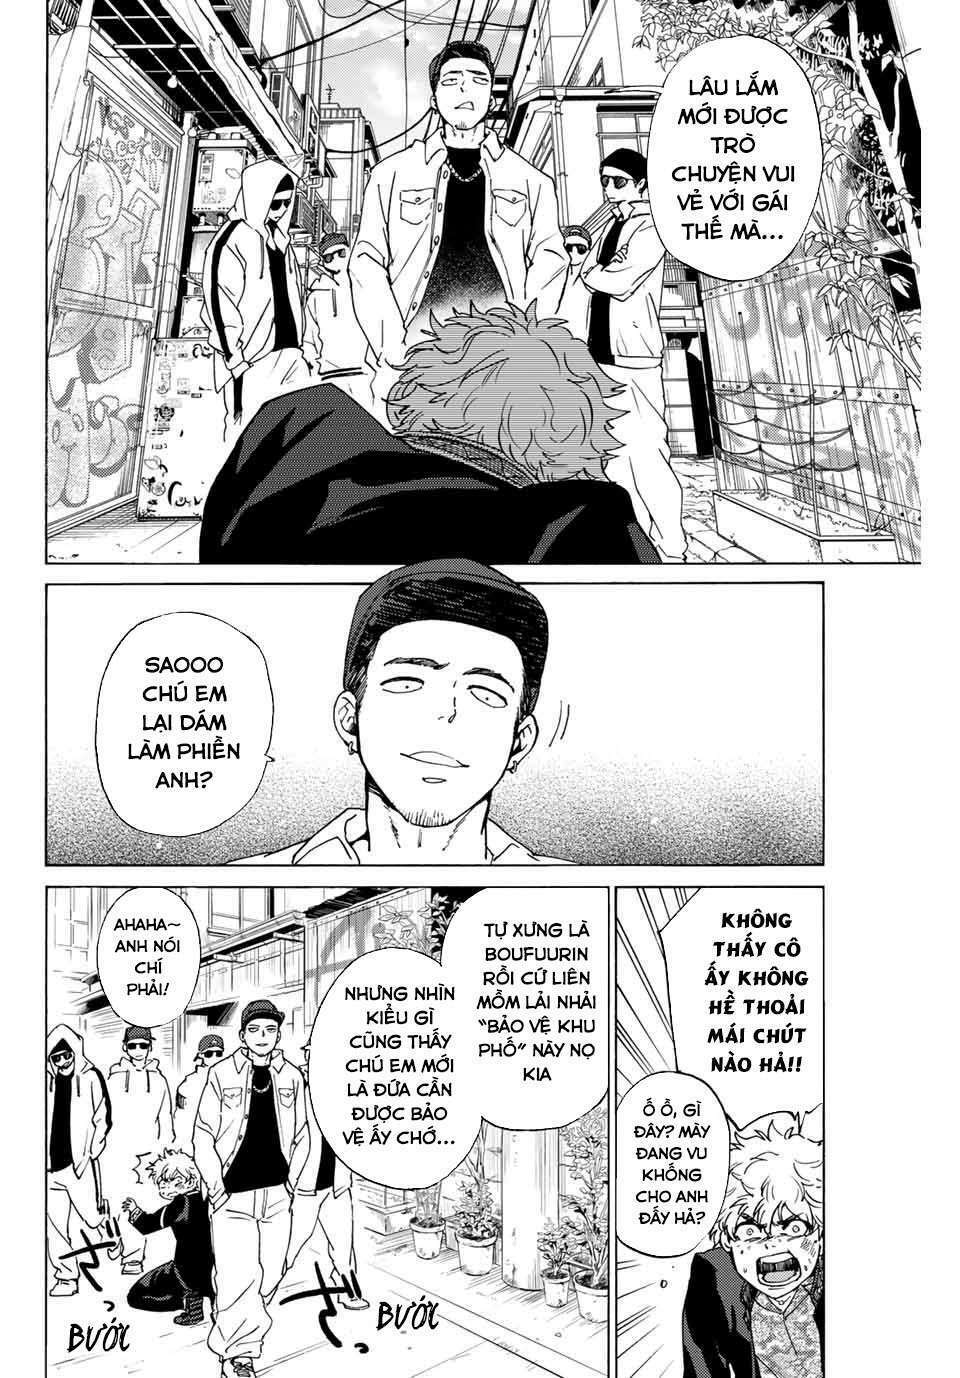 LÂU LẮM
MỚI ĐƯỢC
TRÒ
CHUYỆN VUI
VẺ VỚI GÁI
THẾ MÀ...
SAOOO
CHÚ EM
LẠI DÁM
LÀM PHIỀN
ANH?
KHÔNG
THẤY CÔ
ẤY KHÔNG
HỀ THOẢI
MÁI CHÚT
NÀO HẢ!!
Ố Ồ, GÌ
ĐÂY? MÀY
ĐANG VU
KHỐNG
CHO ANH
ĐẤY HẢ?
TỰ XƯNG LÀ
BOUFUURIN
RỒI CỨ LIÊN
MỒM LẢI NHẢI
"BẢO VỆ KHU
PHỐ" NÀY NỌ
KIA
NHƯNG NHÌN
KIỂU GÌ
CŨNG THẤY
CHÚ EM MỚI
LÀ ĐỨA CẦN
ĐƯỢC BẢO
VỆ ẤY CHỚ...
AHAHA~
ANH NÓI
CHÍ
PHẢI!
BƯỚC
BƯỚC